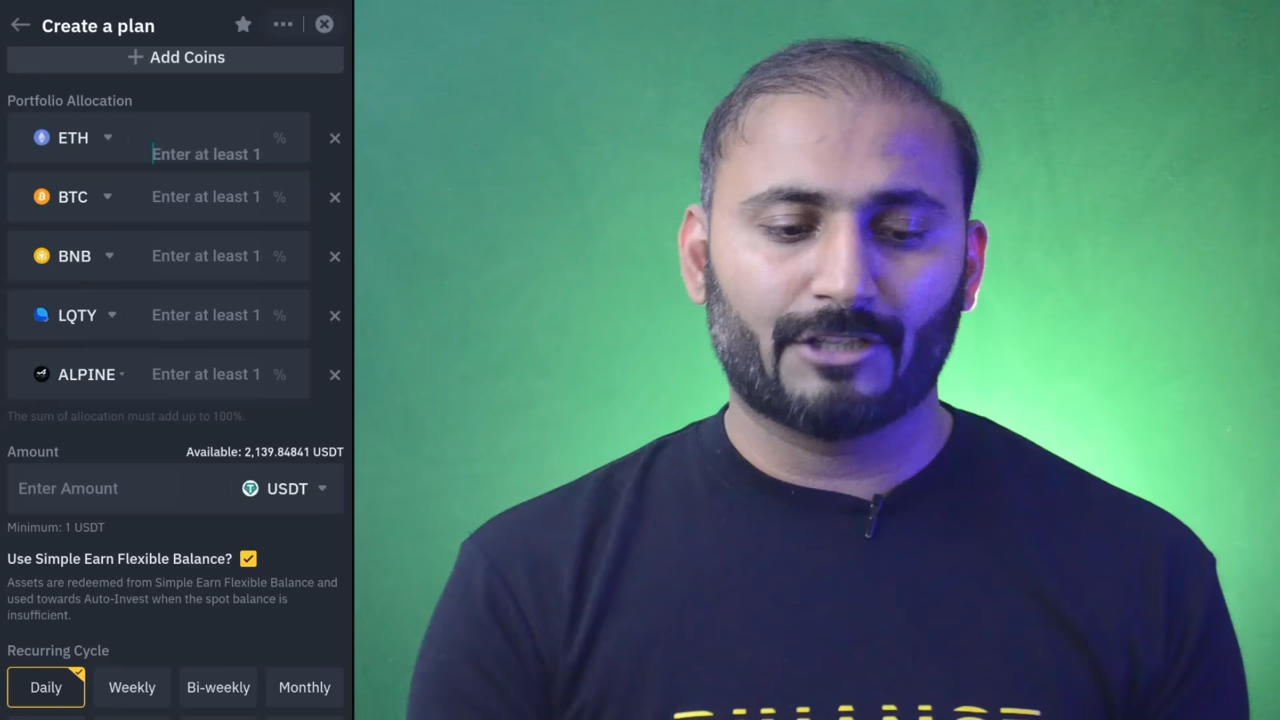 Create a plan
Add Coins
Portfolio Allocation
ETH Enter at least 1 %
BTC Enter at least 1 %
BNB Enter at least 1 %
LQTY Enter at least 1 %
ALPINE Enter at least 1 %
The sum of allocation must add up to 100%.
Amount Available: 2,139.84841 USDT
Enter Amount USDT
Minimum: 1 USDT
Use Simple Earn Flexible Balance?
Assets are redeemed from Simple Earn Flexible Balance and
used towards Auto-Invest when the spot balance is
insufficient.
Recurring Cycle
Daily Weekly Bi-weekly Monthly
BINANCE